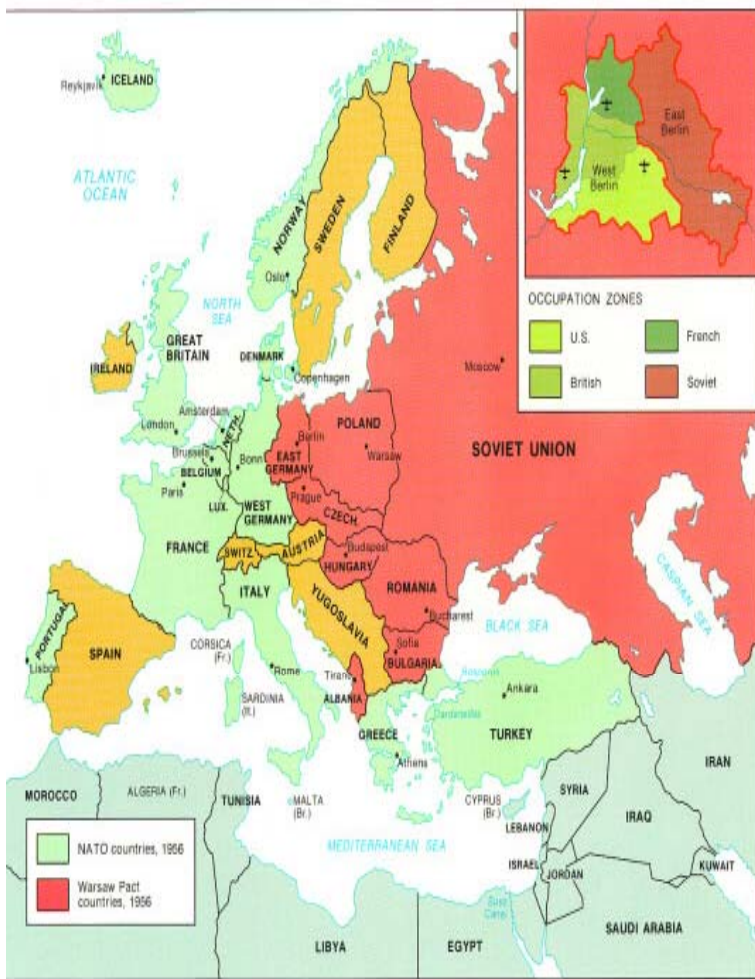 Reykjavik
ICELAND
ATLANTIC
OCEAN
NORWAY
SWEDEN
FINLAND
Oslo
NORTH
SEA
GREAT
BRITAIN
IRELAND
DENMARK
Copenhagen
Moscow
Amsterdam
London
NETH.
Berlin
POLAND
Warsaw
SOVIET UNION
Brussels
BELGIUM
Bonn
EAST
GERMANY
Paris
LUX.
Prague
WEST
GERMANY
CZECH.
FRANCE
SWITZ.
AUSTRIA
Budapest
HUNGARY
ITALY
ROMANIA
YUGOSLAVIA
Bucharest
BLACK SEA
CASPIAN SEA
PORTUGAL
SPAIN
Lisbon
CORSICA
(Fr.)
Rome
Sofia
BULGARIA
Tirane
ALBANIA
SARDINIA
(It.)
Bosporus
Ankara
Dardanelles
TURKEY
GREECE
Athens
IRAN
MOROCCO
ALGERIA (Fr.)
TUNISIA
MALTA
(Br.)
CYPRUS
(Br.)
SYRIA
LEBANON
IRAQ
MEDITERRANEAN SEA
ISRAEL
JORDAN
KUWAIT
Suez
Canal
LIBYA
EGYPT
SAUDI ARABIA
East
Berlin
West
Berlin
OCCUPATION ZONES
U.S.
French
British
Soviet
NATO countries, 1956
Warsaw Pact
countries, 1956